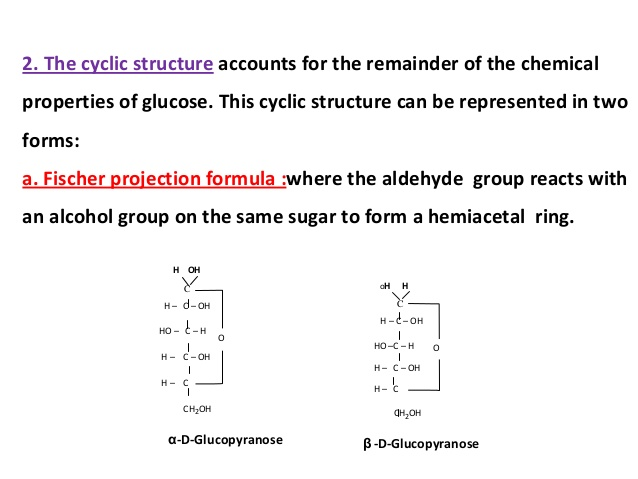 2. The cyclic structure accounts for the remainder of the chemical
properties of glucose. This cyclic structure can be represented in two
forms:
a. Fischer projection formula :where the aldehyde group reacts with
an alcohol group on the same sugar to form a hemiacetal ring.
H OH
C
H – C – OH
HO – C – H
O
H – C – OH
H – C
CH₂OH
α-D-Glucopyranose
OH H
C
H – C – OH
HO – C – H
O
H – C – OH
H – C
CH₂OH
β -D-Glucopyranose